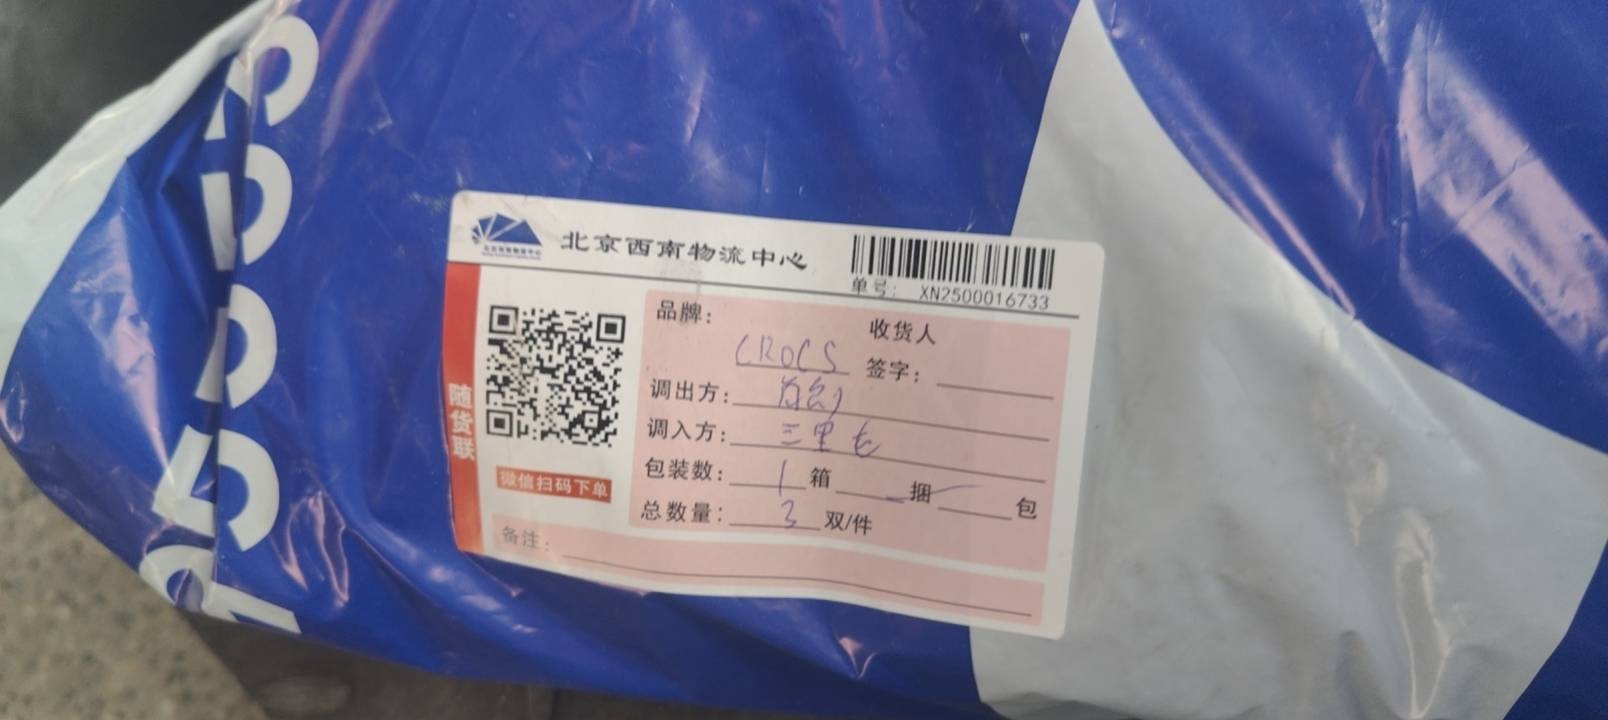 北京西南物流中心
单号: XN2500016733
品牌: CROCS
收货人
签字:
调出方: 首创
调入方: 三里屯
包装数: 1 箱 捆 包
总数量: 3 双/件
备注:
随货联
微信扫码下单